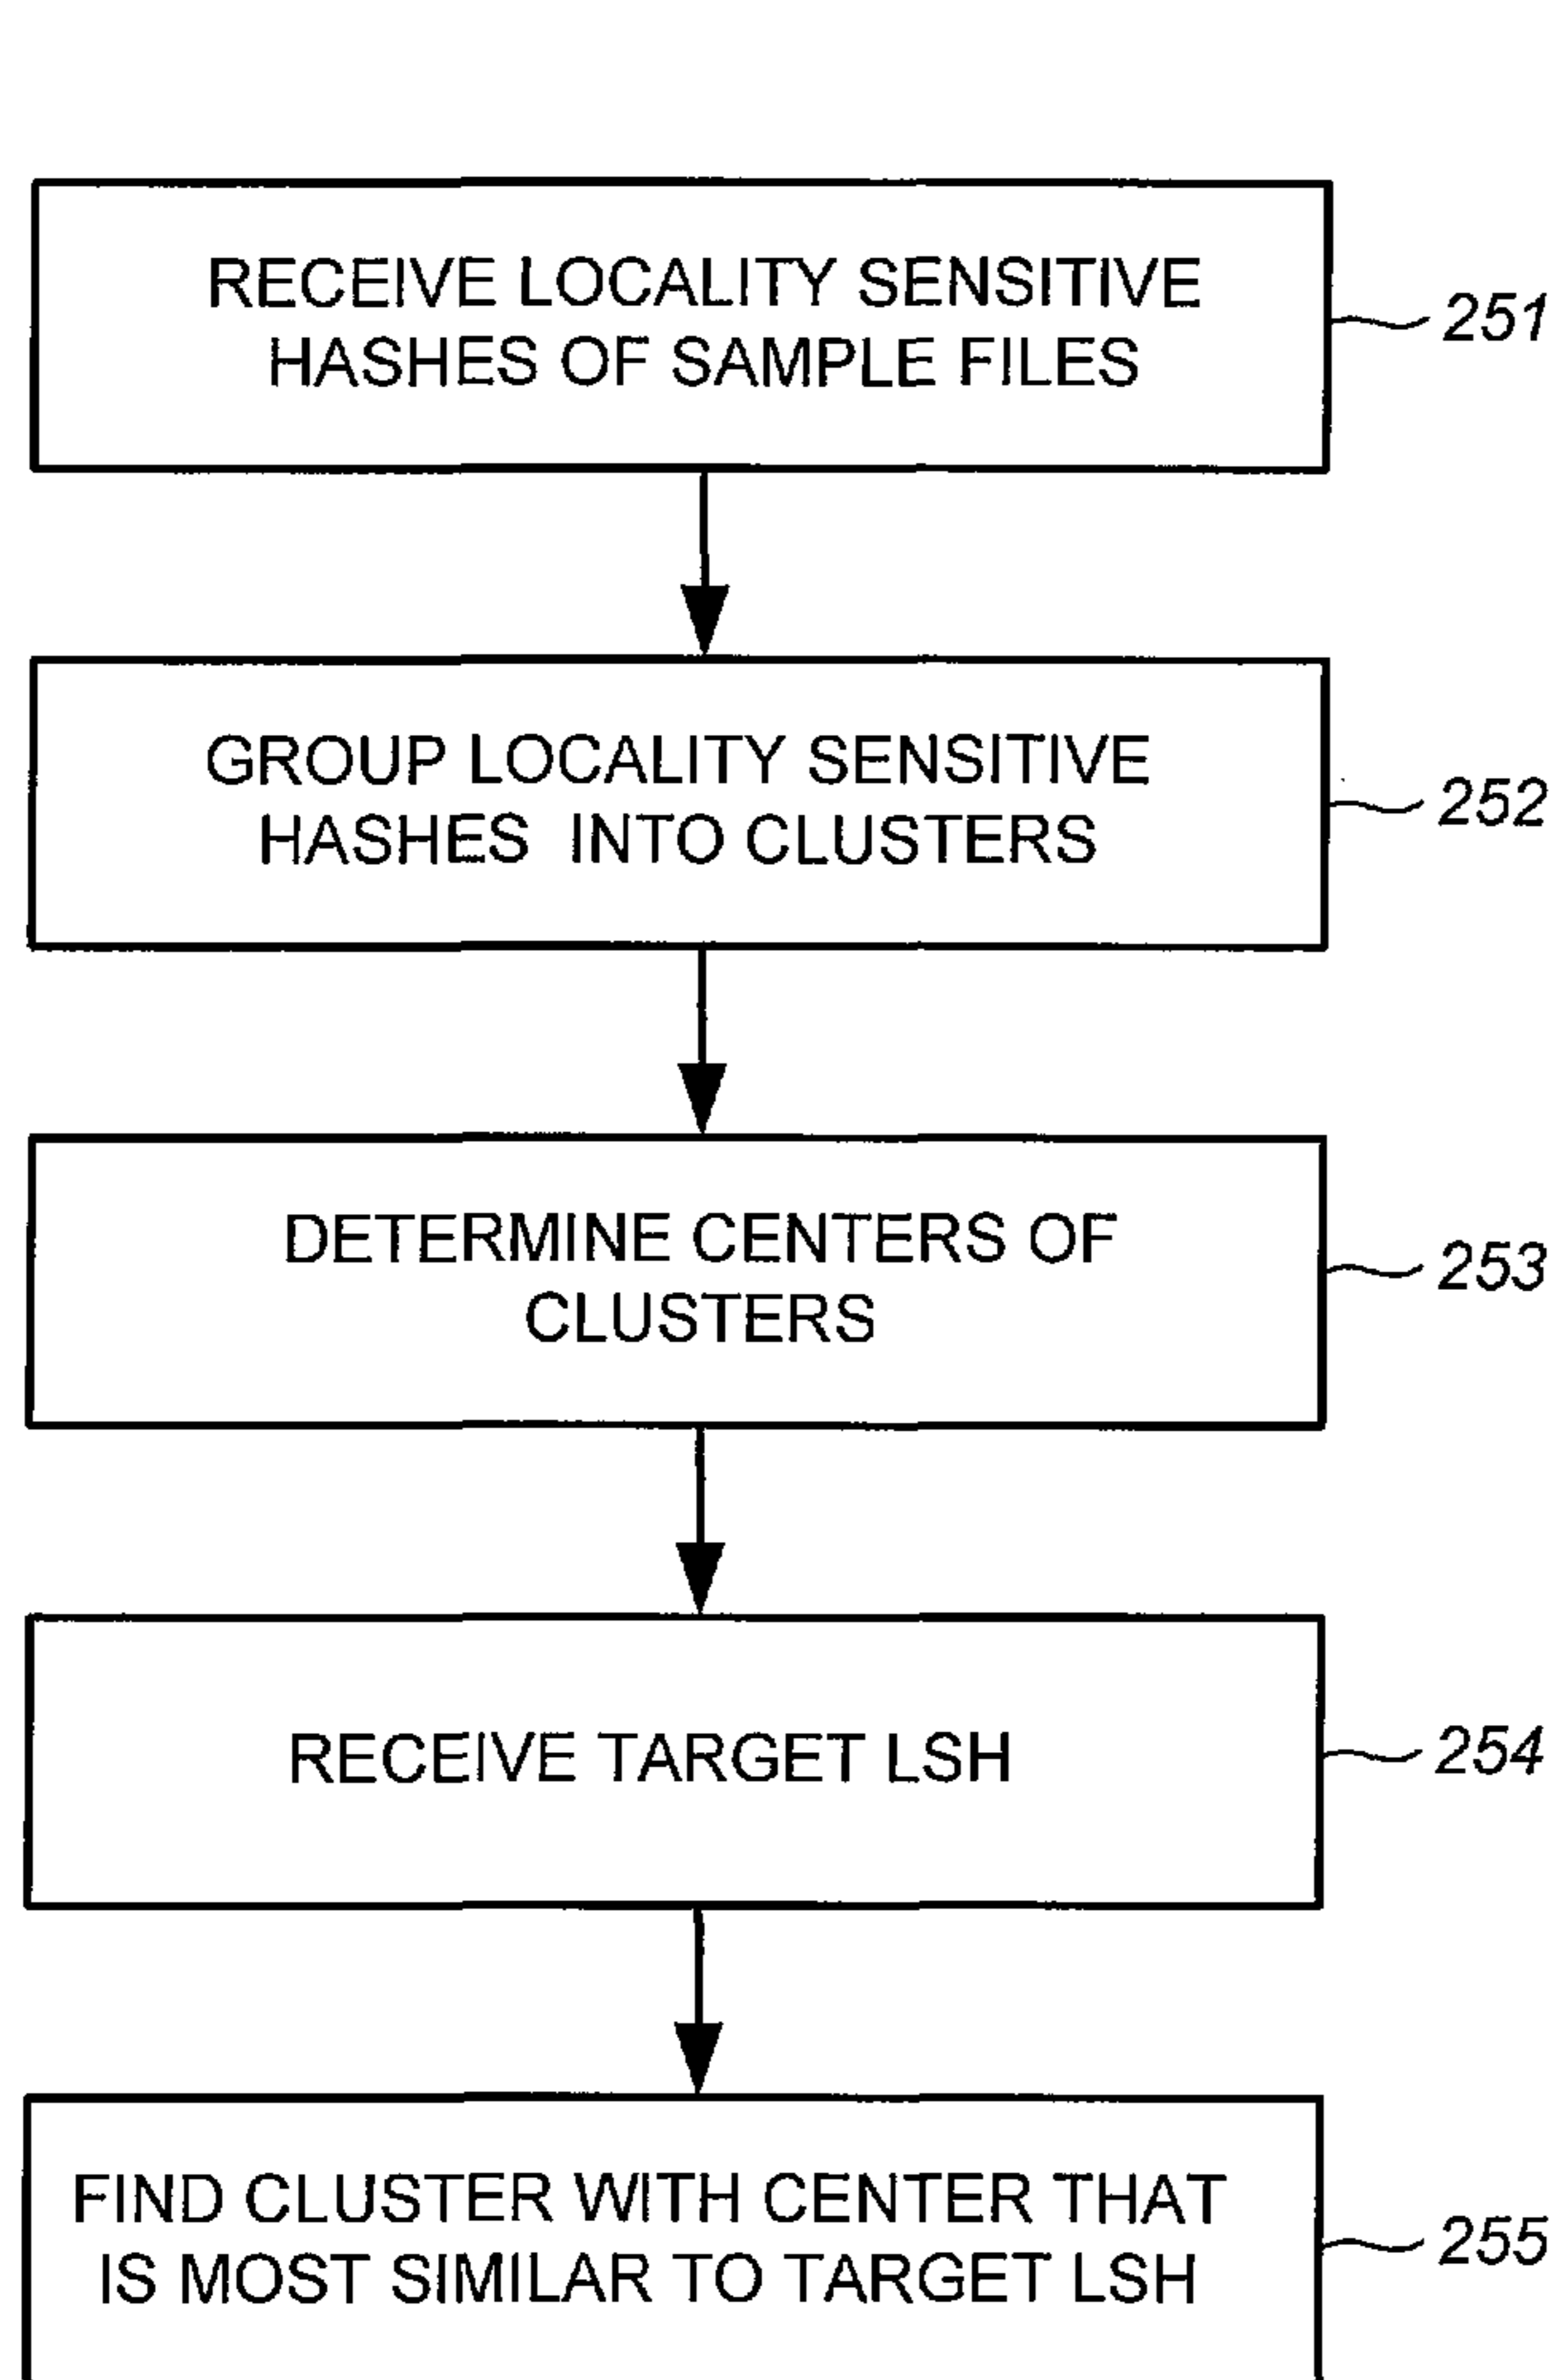 RECEIVE LOCALITY SENSITIVE
HASHES OF SAMPLE FILES
251
GROUP LOCALITY SENSITIVE
HASHES INTO CLUSTERS
252
DETERMINE CENTERS OF
CLUSTERS
253
RECEIVE TARGET LSH
254
FIND CLUSTER WITH CENTER THAT
IS MOST SIMILAR TO TARGET LSH
255